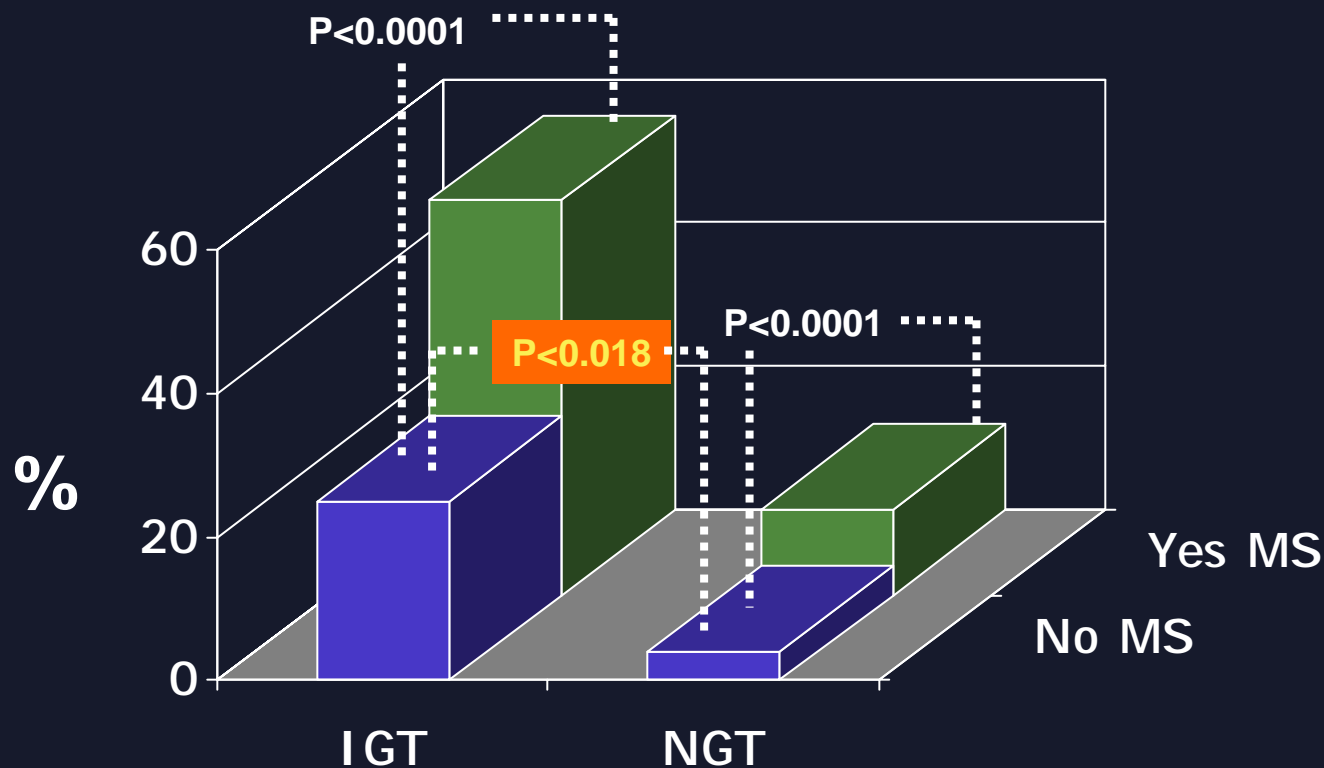 P<0.0001
60
P<0.0001
P<0.018
40
%
20
Yes MS
No MS
0
IGT NGT